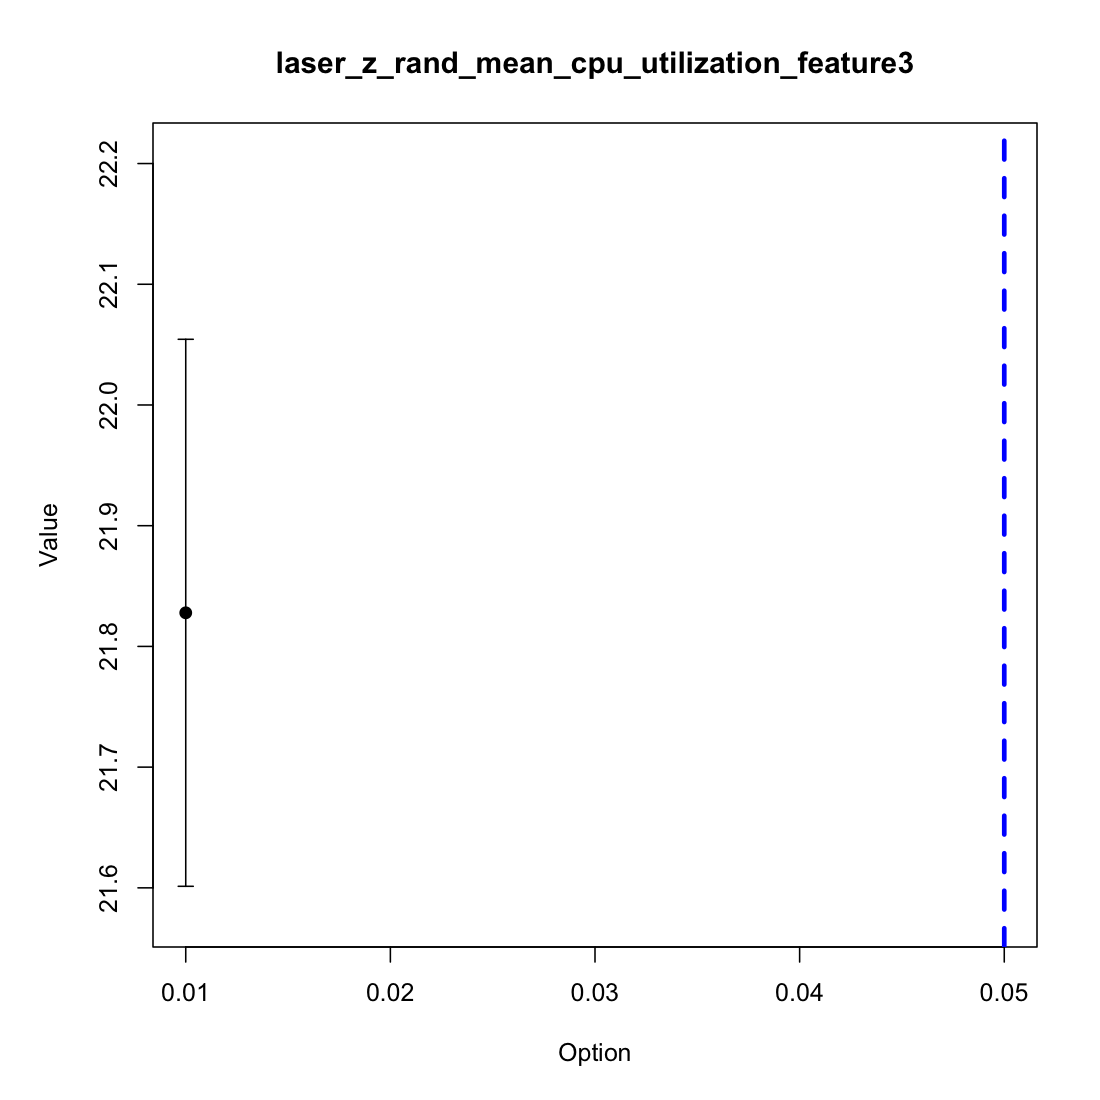 laser_z_rand_mean_cpu_utilization_feature3
22.2
22.1
22.0
21.9
21.8
21.7
21.6
Value
0.01 0.02 0.03 0.04 0.05
Option